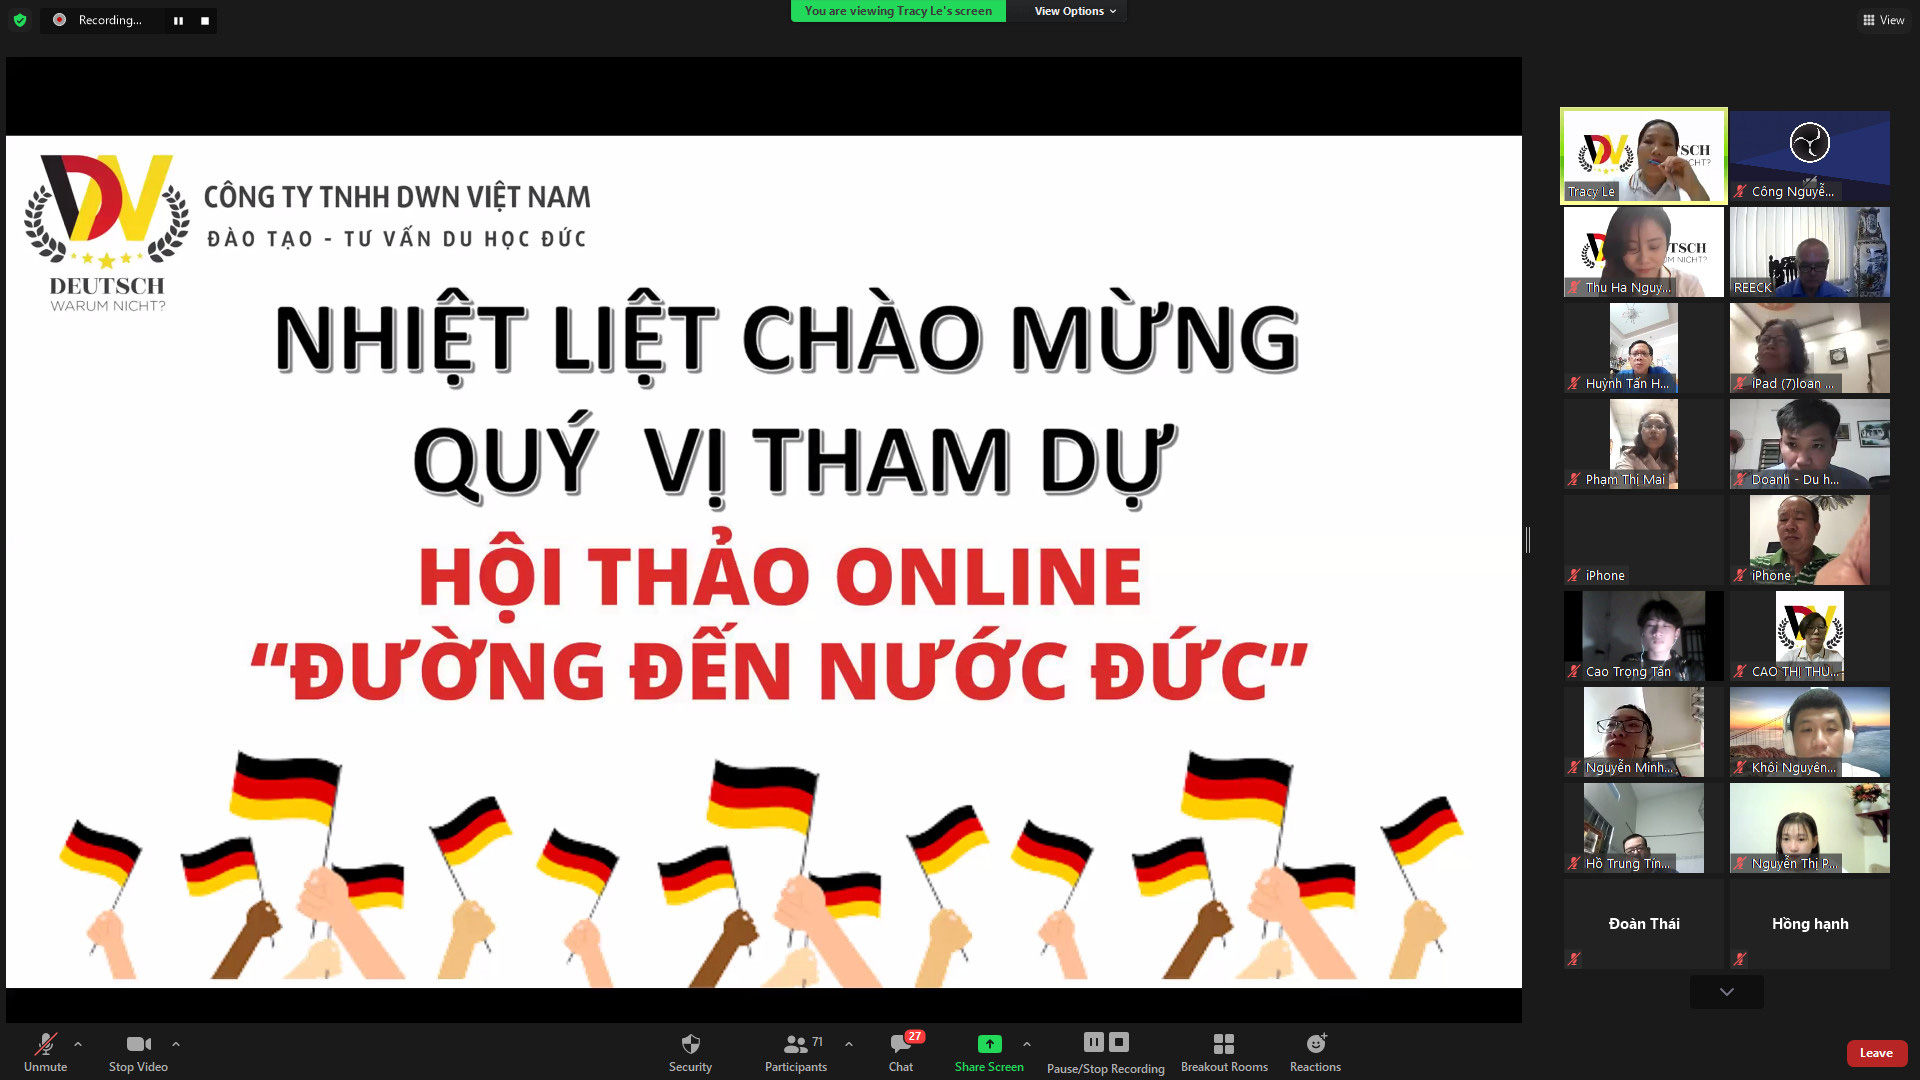 Recording...
You are viewing Tracy Le's screen
View Options
View
CÔNG TY TNHH DWN VIỆT NAM
ĐÀO TẠO - TƯ VẤN DU HỌC ĐỨC
DEUTSCH
WARUM NICHT?
NHIỆT LIỆT CHÀO MỪNG
QUÝ VỊ THAM DỰ
HỘI THẢO ONLINE
“ĐƯỜNG ĐẾN NƯỚC ĐỨC”
Tracy Le
Công Nguyễ...
Thu Ha Nguy...
REECK
Huỳnh Tấn H...
iPad (7)loan ...
Phạm Thị Mai
Doanh - Du h...
iPhone
iPhone
Cao Trọng Tấn
CAO THỊ THU...
Nguyễn Minh...
Khôi Nguyên...
Hồ Trung Tín...
Nguyễn Thị P...
Đoàn Thái
Hồng hạnh
Unmute
Stop Video
Security
71
Participants
27
Chat
Share Screen
Pause/Stop Recording
Breakout Rooms
Reactions
Leave